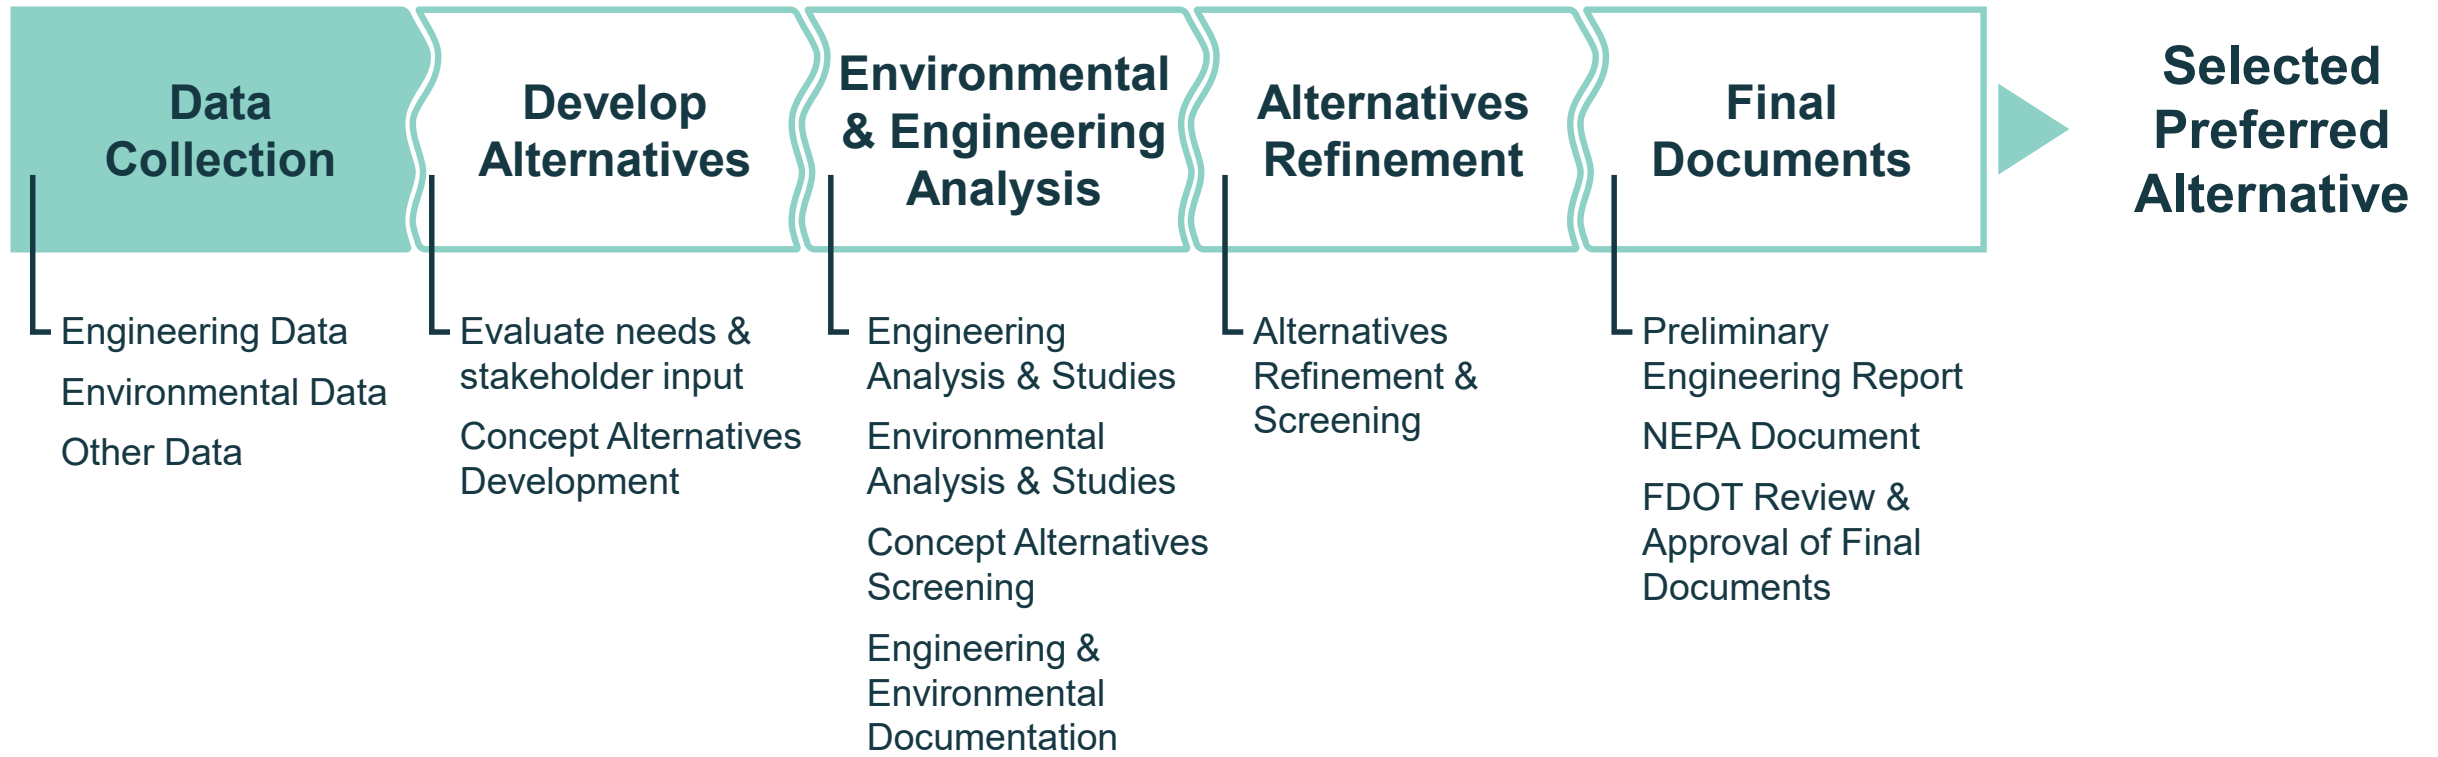 Data
Collection
Develop
Alternatives
Environmental
& Engineering
Analysis
Alternatives
Refinement
Final
Documents
Selected
Preferred
Alternative
Engineering Data
Environmental Data
Other Data
Evaluate needs &
stakeholder input
Concept Alternatives
Development
Engineering
Analysis & Studies
Environmental
Analysis & Studies
Concept Alternatives
Screening
Engineering &
Environmental
Documentation
Alternatives
Refinement &
Screening
Preliminary
Engineering Report
NEPA Document
FDOT Review &
Approval of Final
Documents